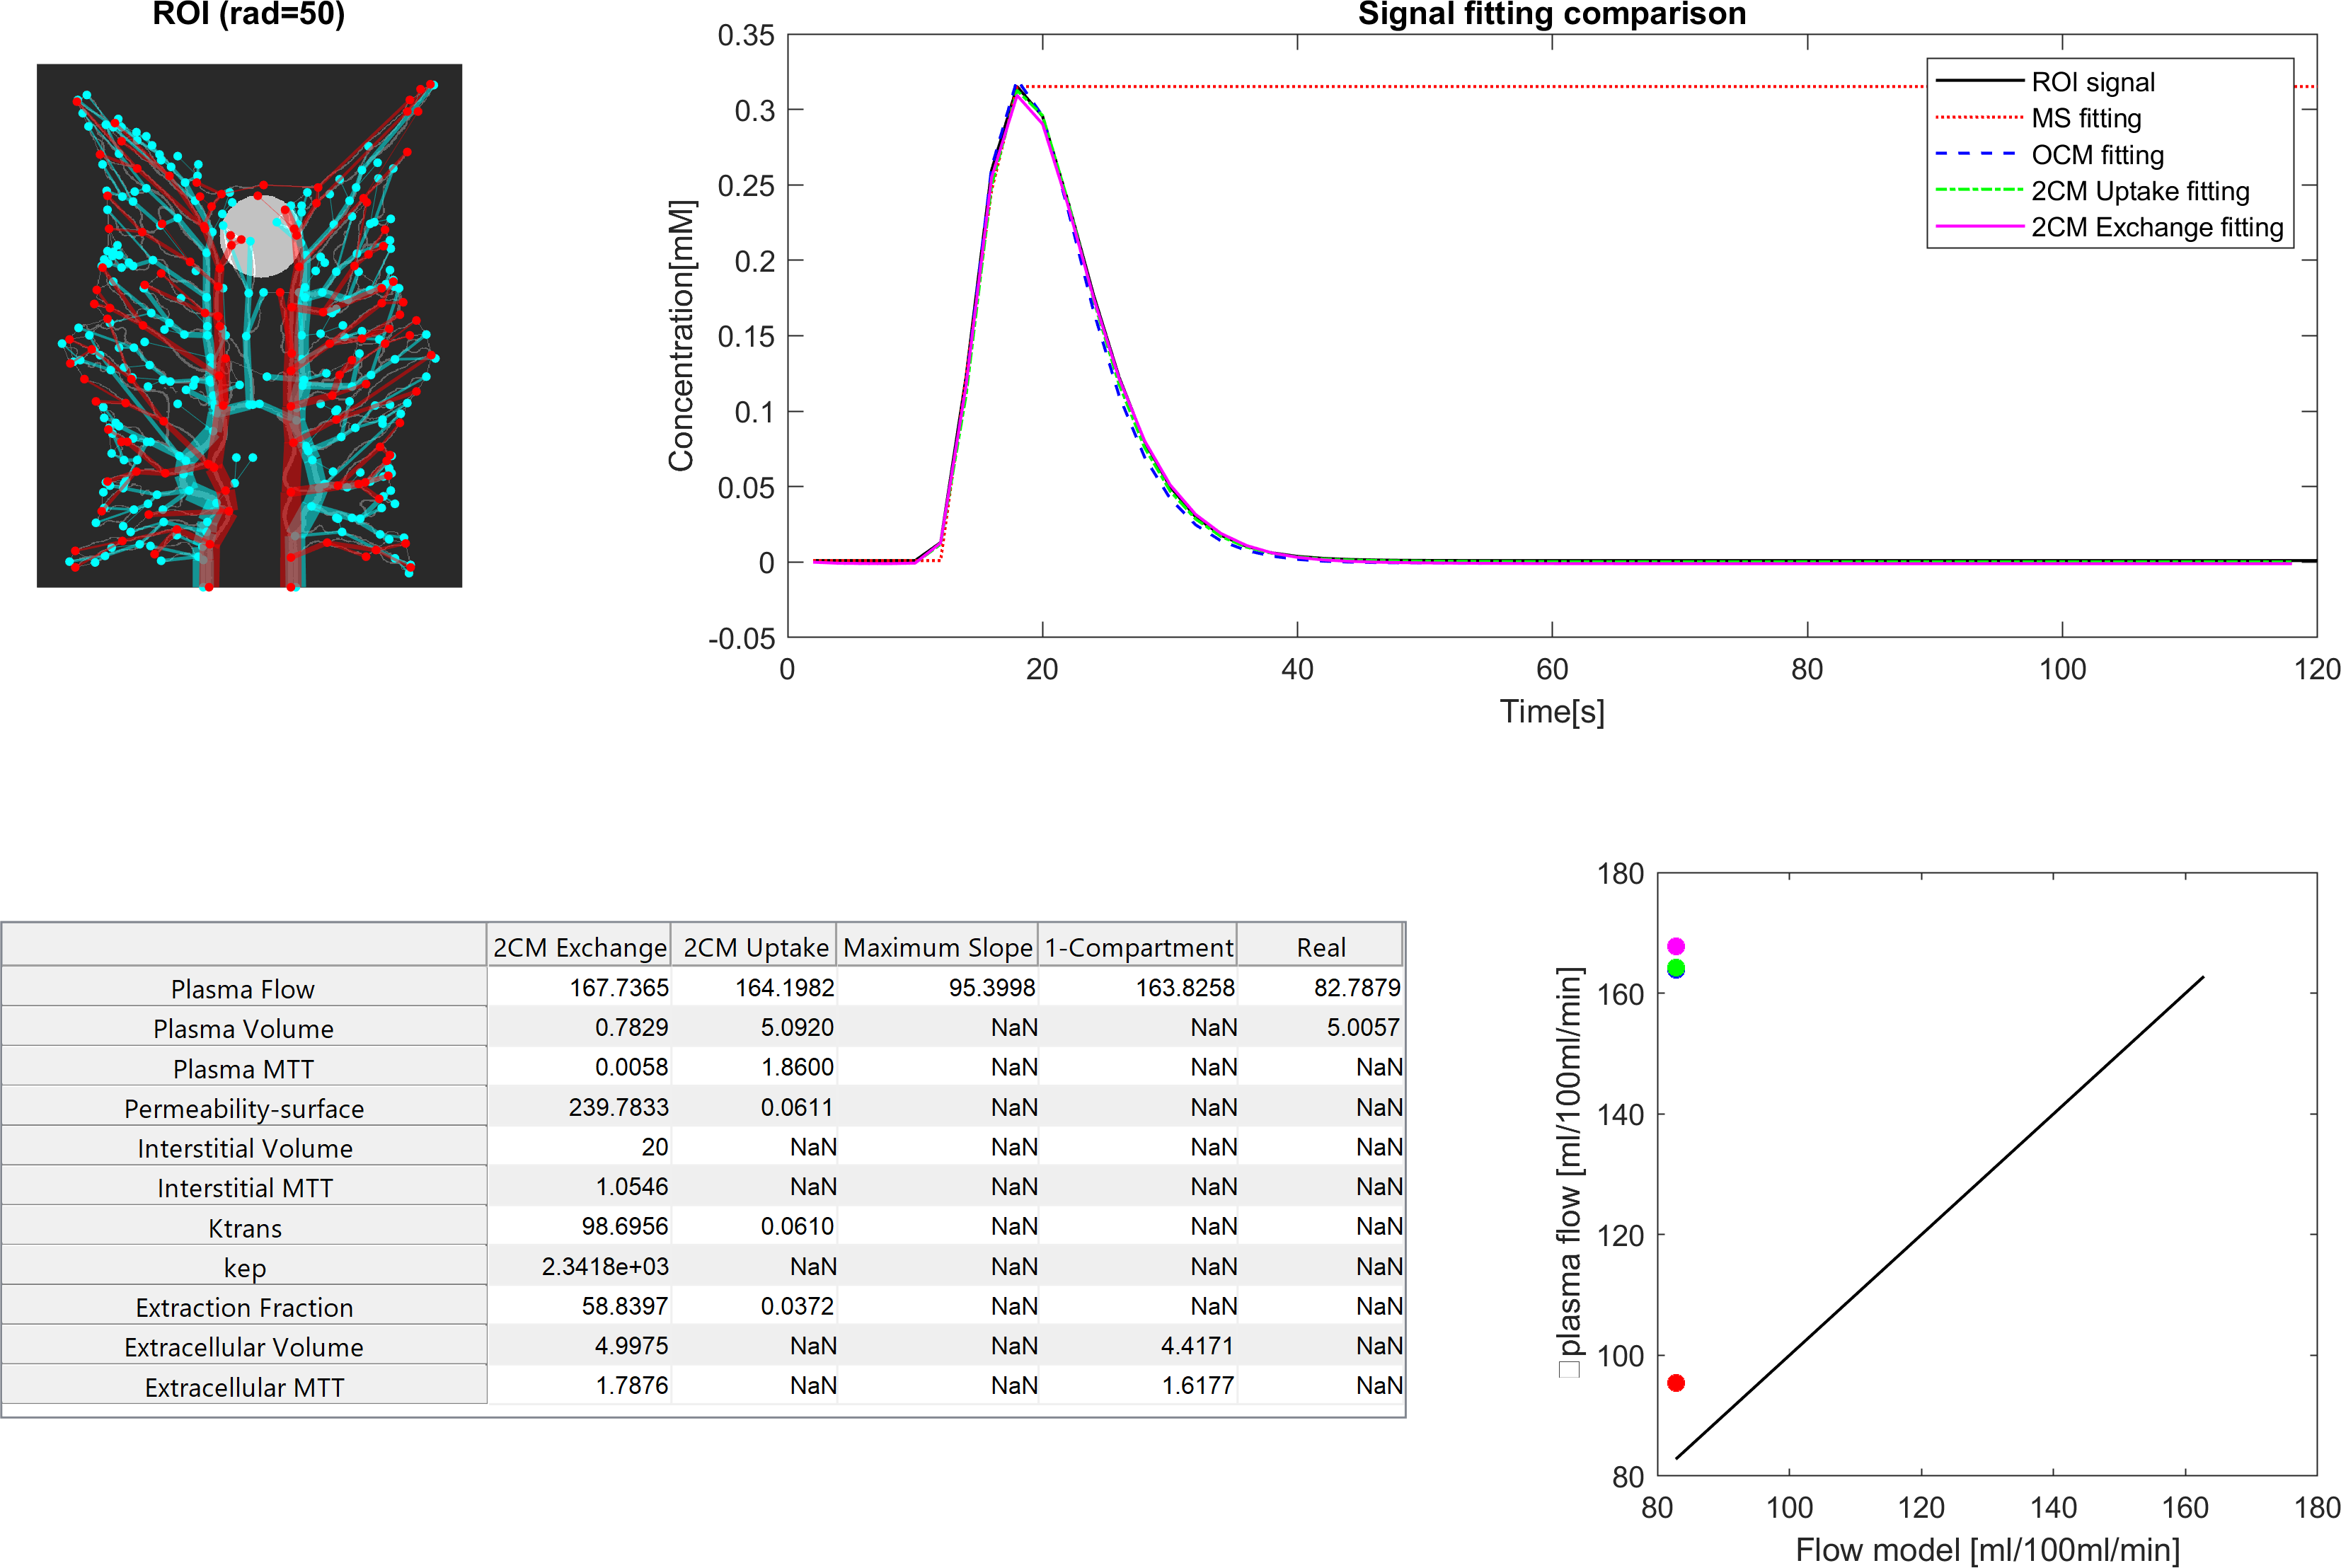 ROI (rad=50)
Signal fitting comparison
0.35
0.3
0.25
0.2
0.15
0.1
0.05
0
-0.05
Concentration[mM]
0 20 40 60 80 100 120
Time[s]
ROI signal
MS fitting
OCM fitting
2CM Uptake fitting
2CM Exchange fitting
2CM Exchange 2CM Uptake Maximum Slope 1-Compartment Real
Plasma Flow 167.7365 164.1982 95.3998 163.8258 82.7879
Plasma Volume 0.7829 5.0920 NaN NaN 5.0057
Plasma MTT 0.0058 1.8600 NaN NaN NaN
Permeability-surface 239.7833 0.0611 NaN NaN NaN
Interstitial Volume 20 NaN NaN NaN NaN
Interstitial MTT 1.0546 NaN NaN NaN NaN
Ktrans 98.6956 0.0610 NaN NaN NaN
kep 2.3418e+03 NaN NaN NaN NaN
Extraction Fraction 58.8397 0.0372 NaN NaN NaN
Extracellular Volume 4.9975 NaN NaN 4.4171 NaN
Extracellular MTT 1.7876 NaN NaN 1.6177 NaN
180
160
140
120
100
80
□plasma flow [ml/100ml/min]
80 100 120 140 160 180
Flow model [ml/100ml/min]